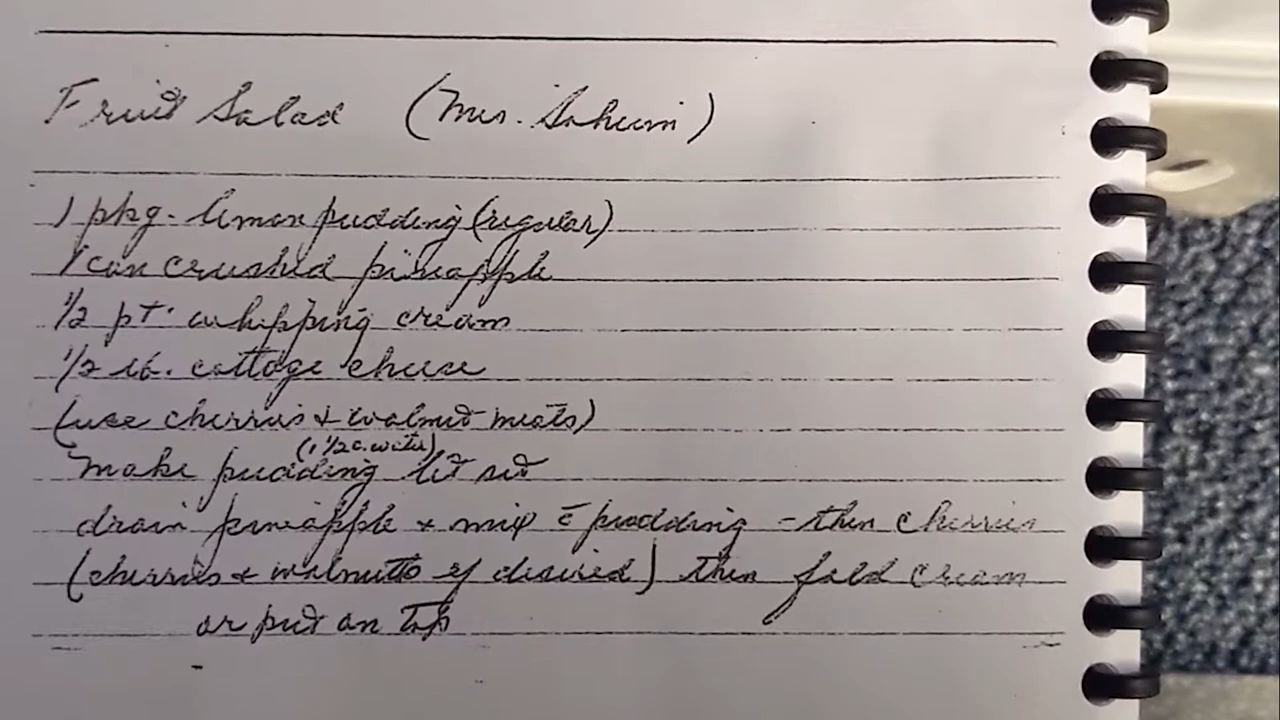 Fruit Salad (Mrs. Saheim)
1 pkg. lemon pudding (regular)
1 can crushed pineapple
1/2 pt. whipping cream
1/2 lb. cottage cheese
(use cherries & walnut meats)
(1 1/2 c. water)
Make pudding let set
drain pineapple & mix c̄ pudding - then cherries
(cherries & walnutts if desired) then fold cream
or put on top